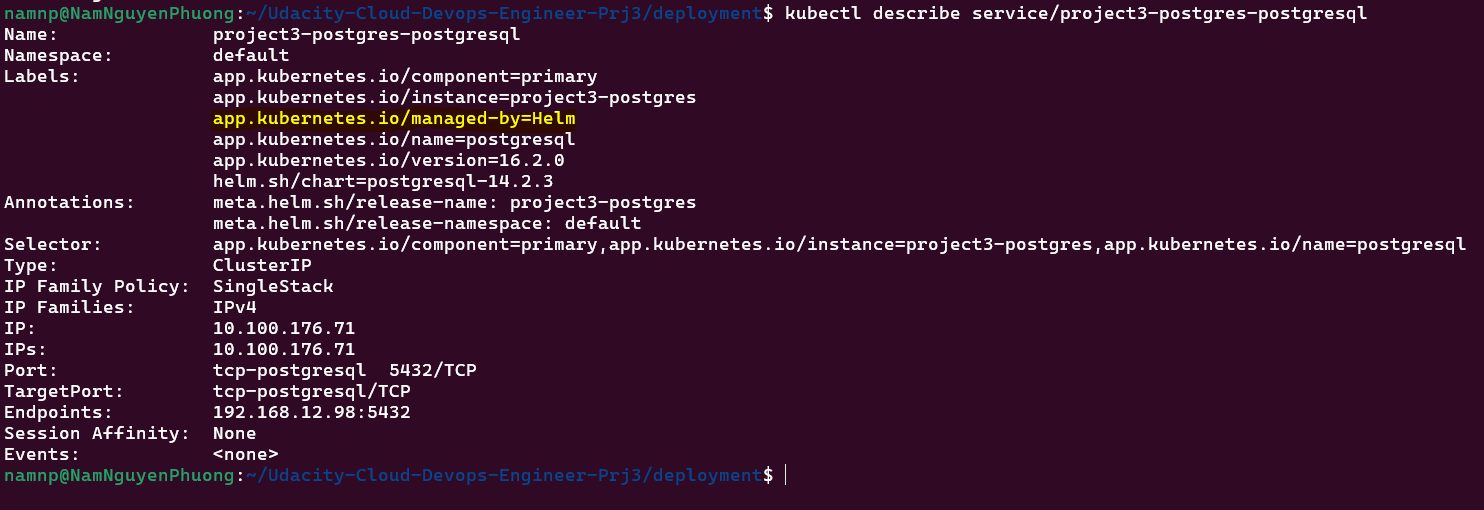 namnp@NamNguyenPhuong:~/Udacity-Cloud-Devops-Engineer-Prj3/deployment$ kubectl describe service/project3-postgres-postgresql
Name:              project3-postgres-postgresql
Namespace:         default
Labels:            app.kubernetes.io/component=primary
                   app.kubernetes.io/instance=project3-postgres
                   app.kubernetes.io/managed-by=Helm
                   app.kubernetes.io/name=postgresql
                   app.kubernetes.io/version=16.2.0
                   helm.sh/chart=postgresql-14.2.3
Annotations:       meta.helm.sh/release-name: project3-postgres
                   meta.helm.sh/release-namespace: default
Selector:          app.kubernetes.io/component=primary,app.kubernetes.io/instance=project3-postgres,app.kubernetes.io/name=postgresql
Type:              ClusterIP
IP Family Policy:  SingleStack
IP Families:       IPv4
IP:                10.100.176.71
IPs:               10.100.176.71
Port:              tcp-postgresql  5432/TCP
TargetPort:        tcp-postgresql/TCP
Endpoints:         192.168.12.98:5432
Session Affinity:  None
Events:            <none>
namnp@NamNguyenPhuong:~/Udacity-Cloud-Devops-Engineer-Prj3/deployment$